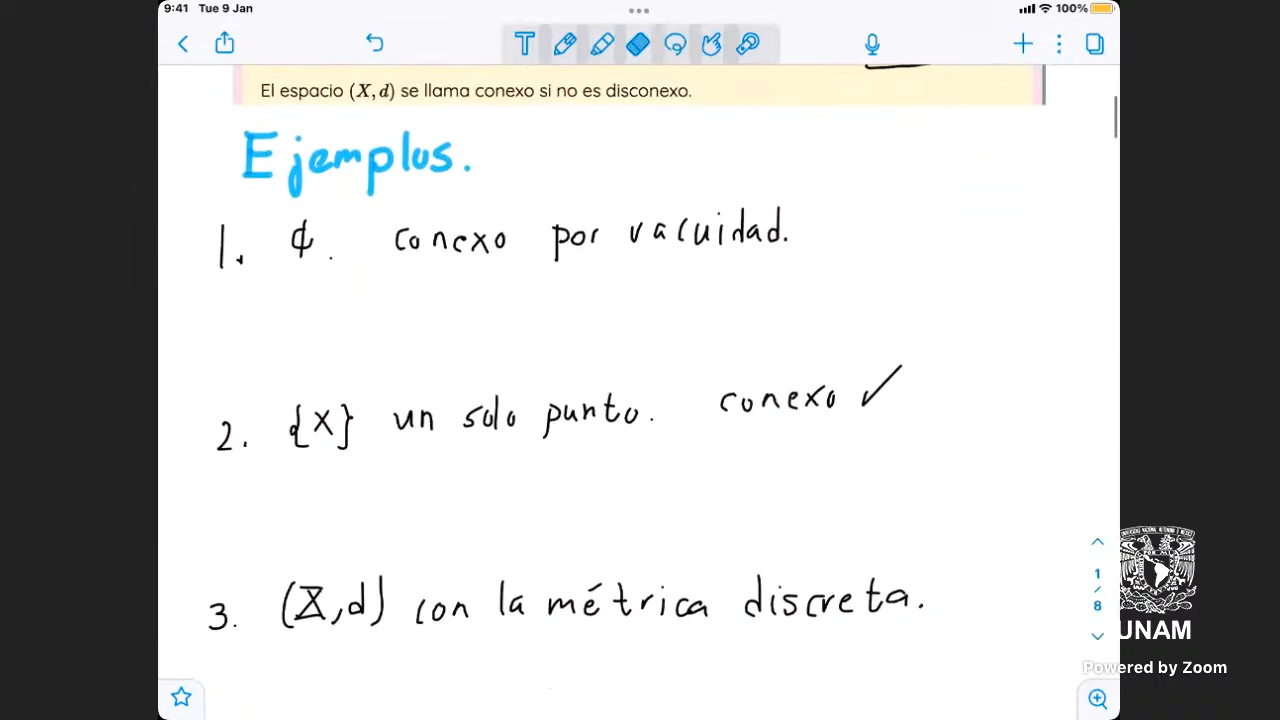 9:41 Tue 9 Jan
100%
El espacio (X, d) se llama conexo si no es disconexo.
Ejemplos.
1. ϕ. conexo por vacuidad.
2. {x} un solo punto. conexo ✓
3. (X,d) con la métrica discreta.
1
/
8
UNAM
Powered by Zoom